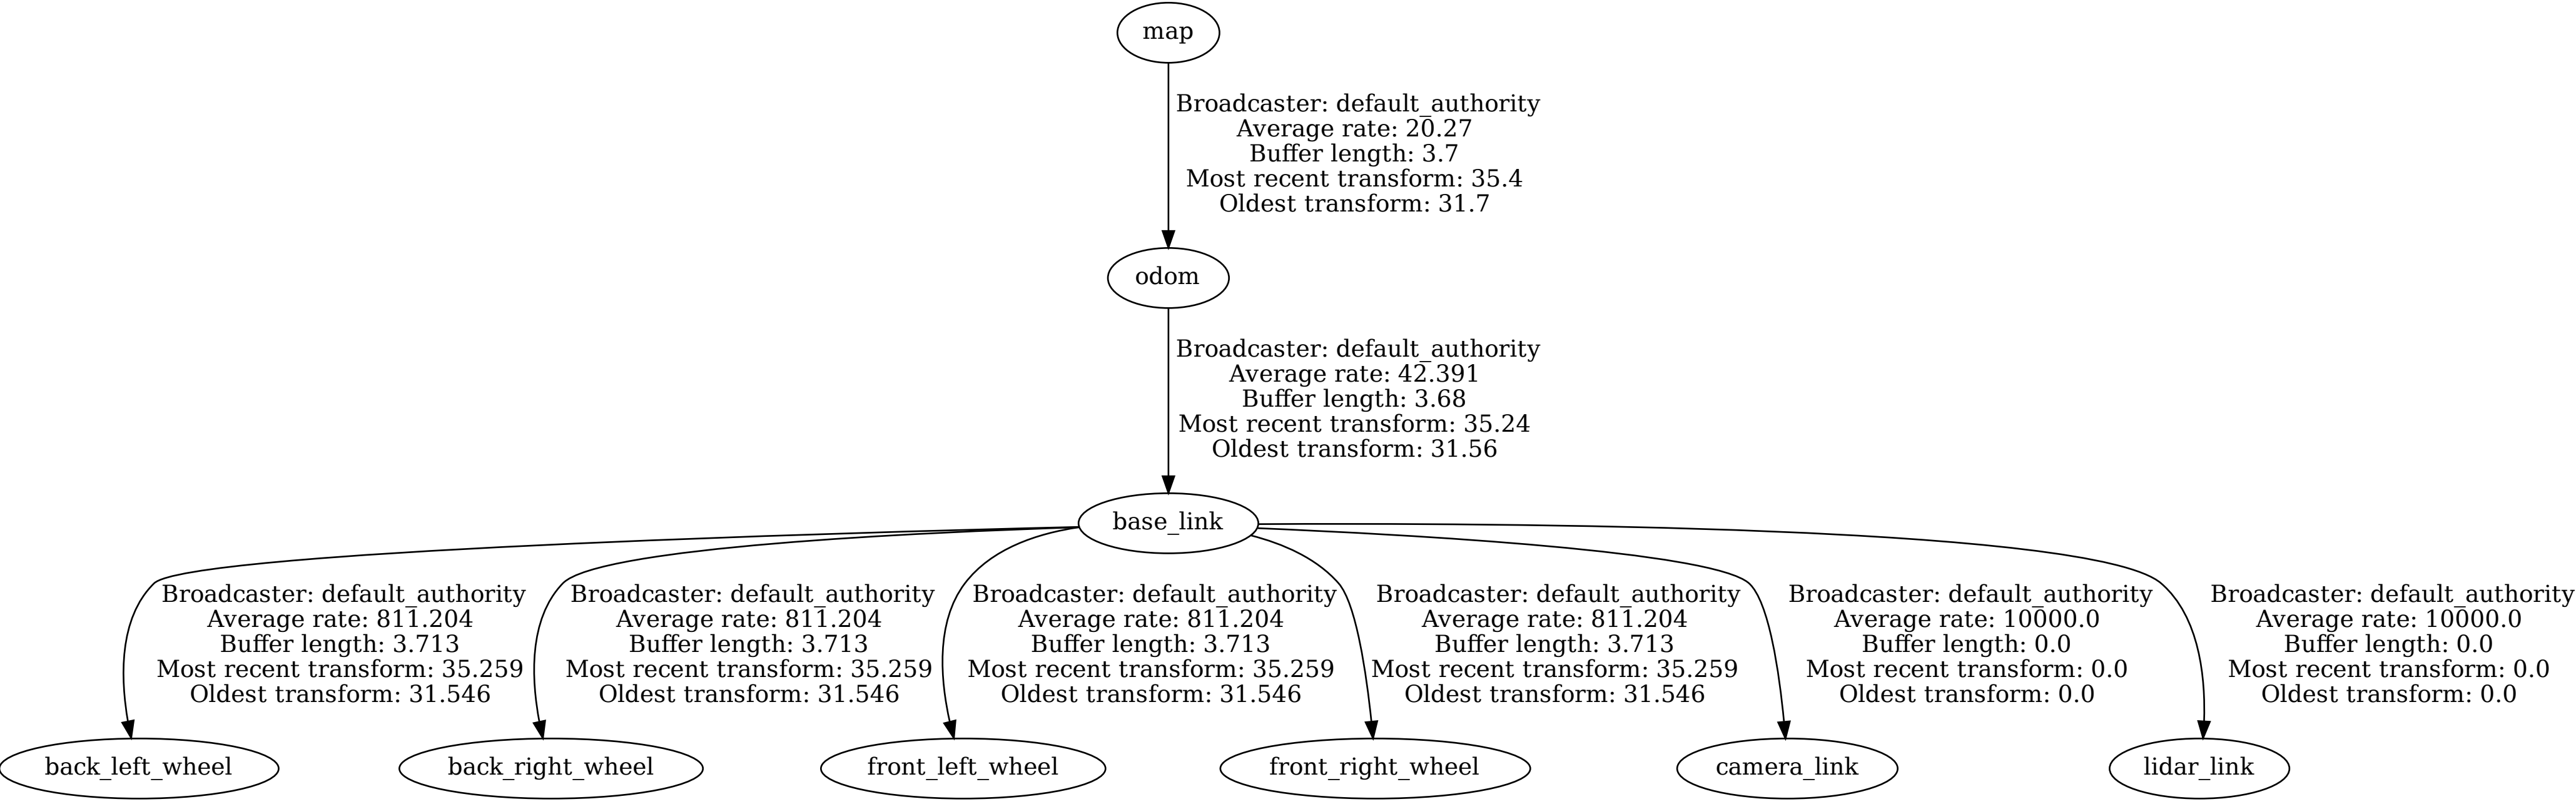 map
Broadcaster: default_authority
Average rate: 20.27
Buffer length: 3.7
Most recent transform: 35.4
Oldest transform: 31.7
odom
Broadcaster: default_authority
Average rate: 42.391
Buffer length: 3.68
Most recent transform: 35.24
Oldest transform: 31.56
base_link
Broadcaster: default_authority
Average rate: 811.204
Buffer length: 3.713
Most recent transform: 35.259
Oldest transform: 31.546
Broadcaster: default_authority
Average rate: 811.204
Buffer length: 3.713
Most recent transform: 35.259
Oldest transform: 31.546
Broadcaster: default_authority
Average rate: 811.204
Buffer length: 3.713
Most recent transform: 35.259
Oldest transform: 31.546
Broadcaster: default_authority
Average rate: 811.204
Buffer length: 3.713
Most recent transform: 35.259
Oldest transform: 31.546
Broadcaster: default_authority
Average rate: 10000.0
Buffer length: 0.0
Most recent transform: 0.0
Oldest transform: 0.0
Broadcaster: default_authority
Average rate: 10000.0
Buffer length: 0.0
Most recent transform: 0.0
Oldest transform: 0.0
back_left_wheel
back_right_wheel
front_left_wheel
front_right_wheel
camera_link
lidar_link